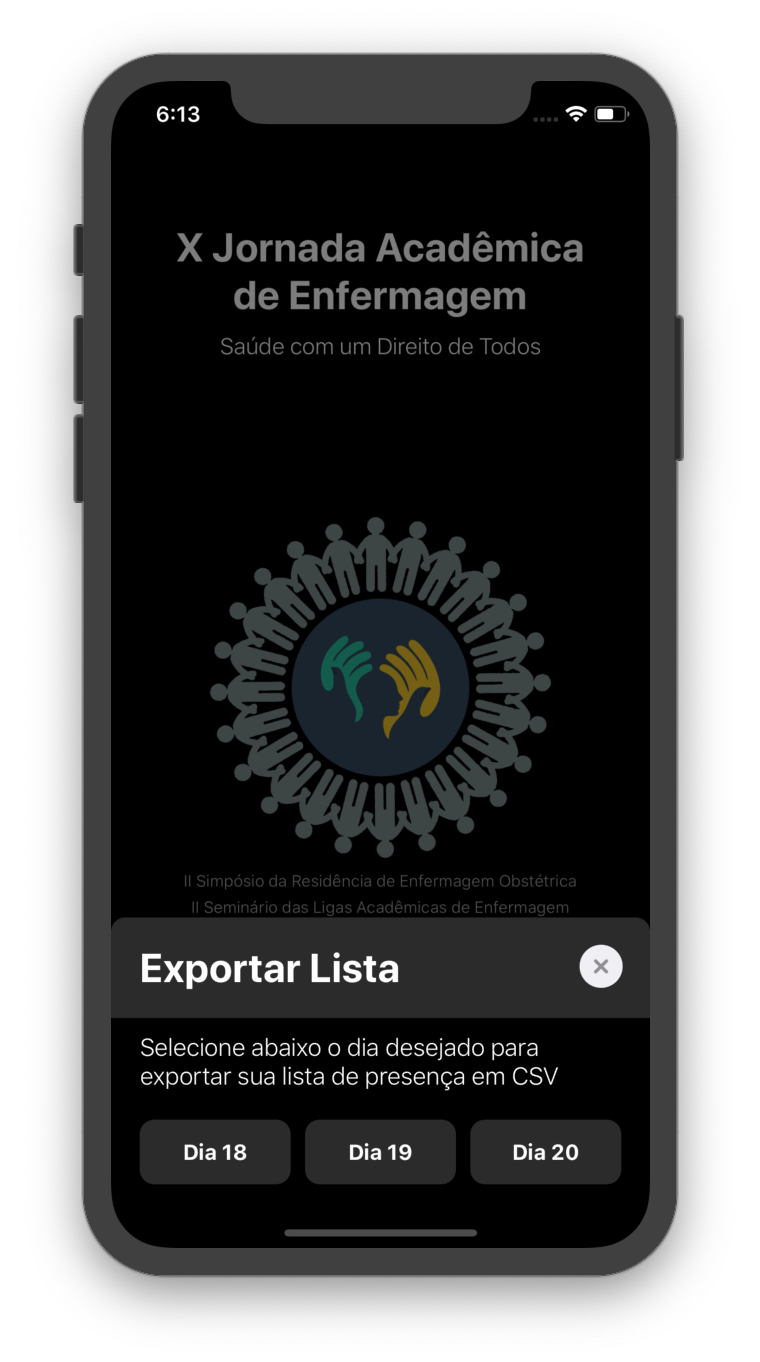 6:13
X Jornada Acadêmica
de Enfermagem
Saúde com um Direito de Todos
II Simpósio da Residência de Enfermagem Obstétrica
II Seminário das Ligas Acadêmicas de Enfermagem
Exportar Lista
Selecione abaixo o dia desejado para
exportar sua lista de presença em CSV
Dia 18
Dia 19
Dia 20